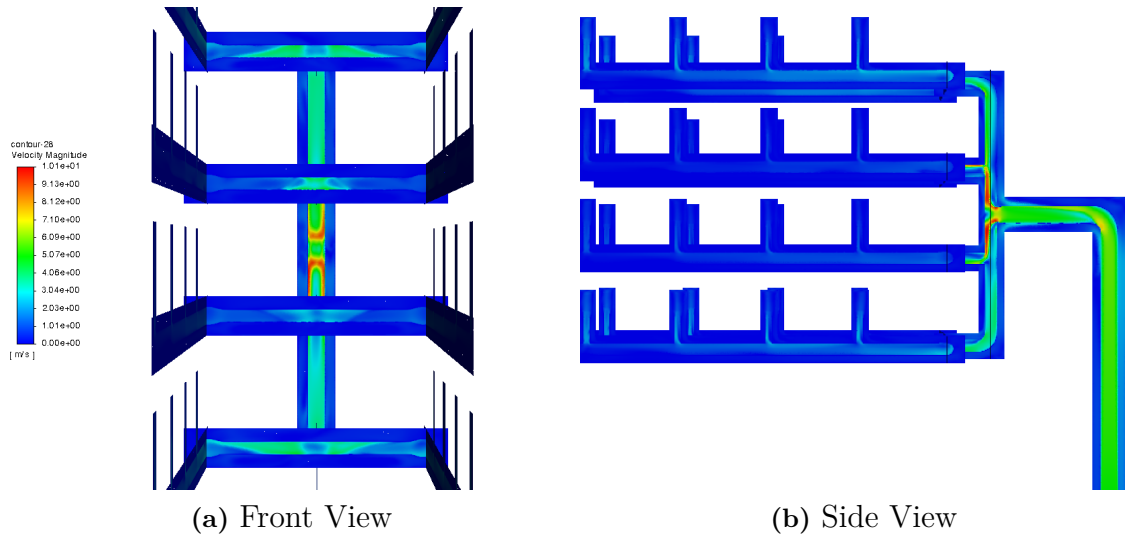 contour-28
Velocity Magnitude
1.01e+01
9.13e+00
8.12e+00
7.10e+00
6.09e+00
5.07e+00
4.06e+00
3.04e+00
2.03e+00
1.01e+00
0.00e+00
[ m/s ]
(a) Front View
(b) Side View